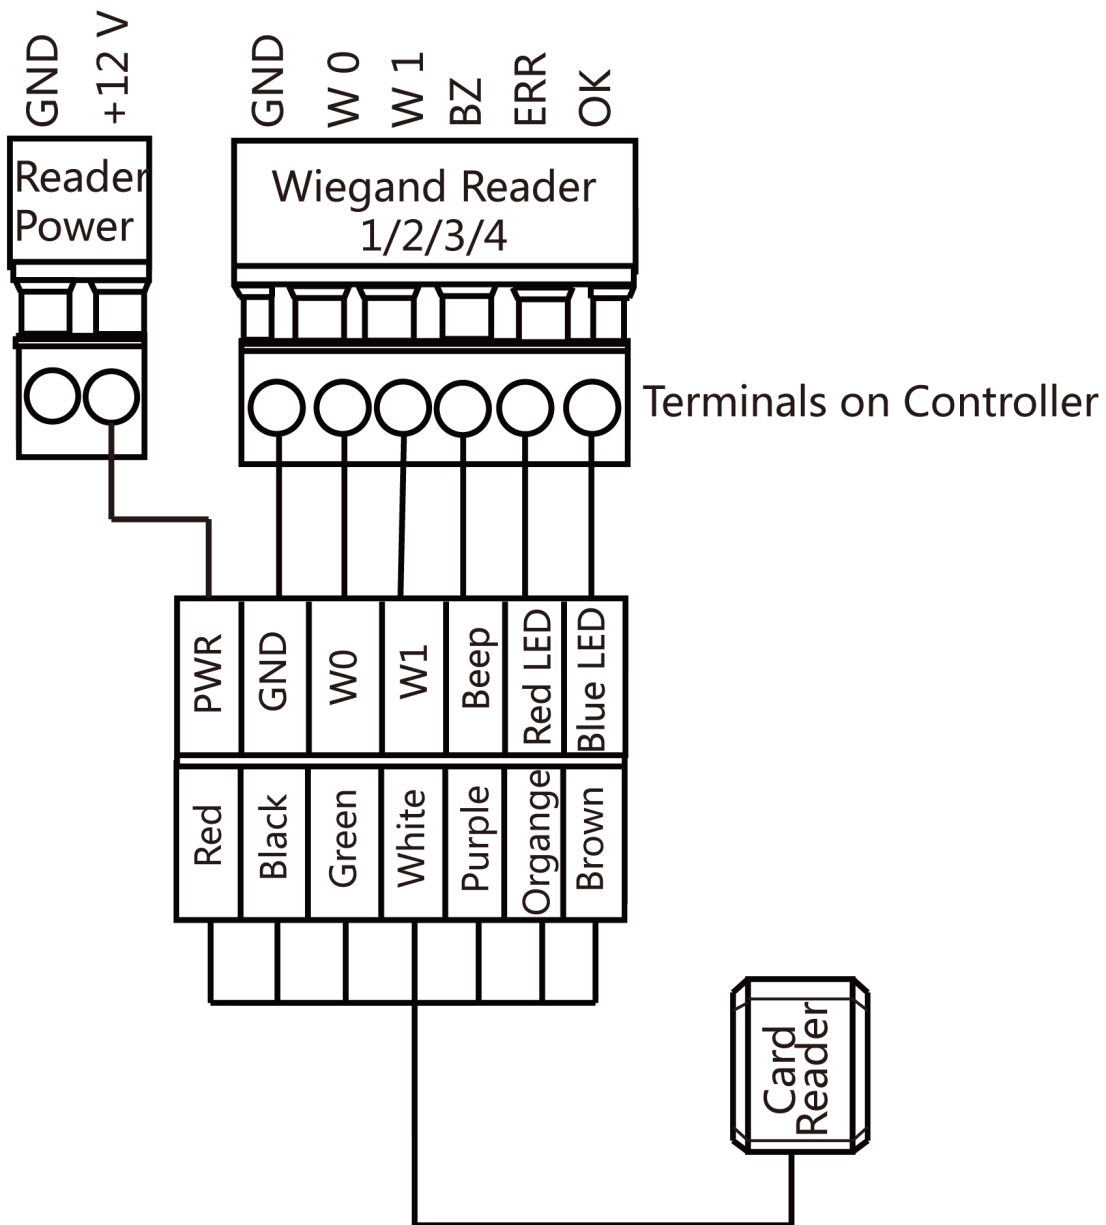 GND
+12 V
GND
W 0
W 1
BZ
ERR
OK
Reader
Power
Wiegand Reader
1/2/3/4
Terminals on Controller
PWR
GND
W0
W1
Beep
Red LED
Blue LED
Red
Black
Green
White
Purple
Organge
Brown
Card
Reader